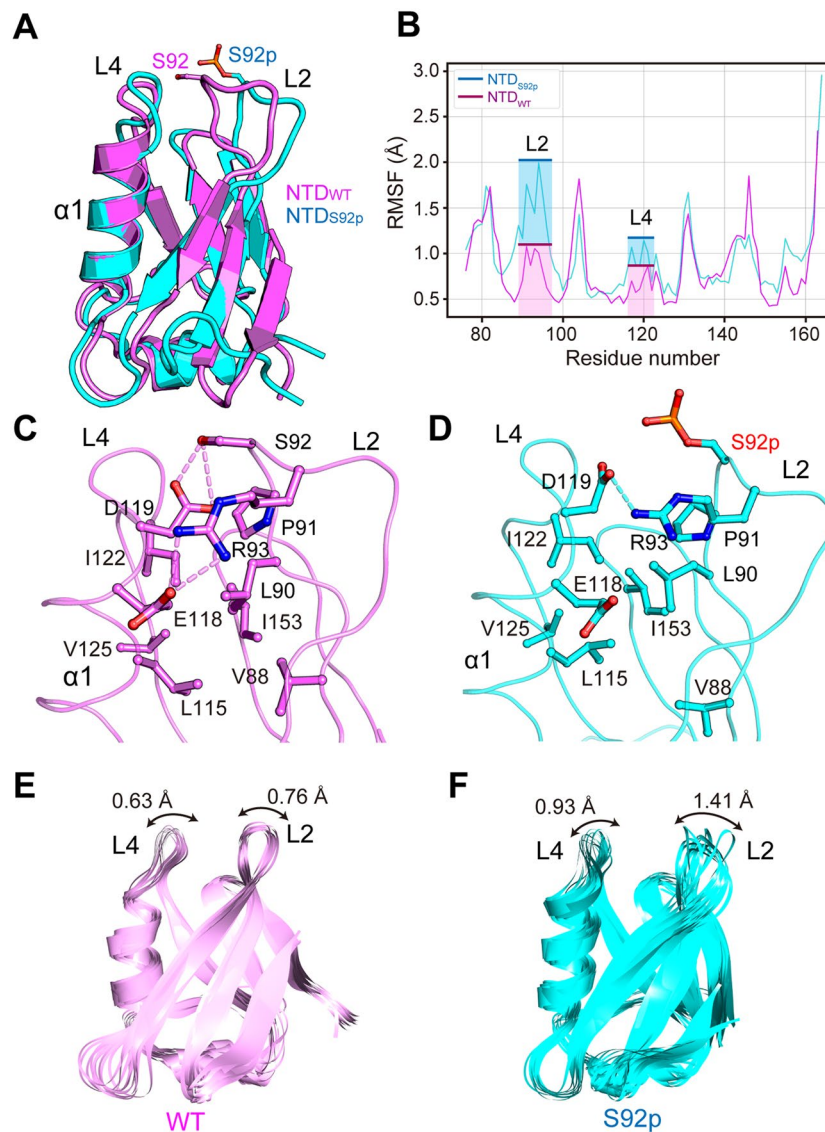 A
S92p
S92
L4
L2
α1
NTDWT
NTDS92p
B
NTDS92p
NTDWT
L2
L4
RMSF (Å)
3.0
2.5
2.0
1.5
1.0
0.5
80 100 120 140 160
Residue number
C
L4
S92
L2
D119
P91
I122
R93
L90
E118
I153
V125
α1
V88
L115
D
L4
S92p
L2
D119
I122
R93
P91
E118
L90
V125
I153
α1
L115
V88
E
0.63 Å
0.76 Å
L4
L2
WT
F
0.93 Å
1.41 Å
L4
L2
S92p